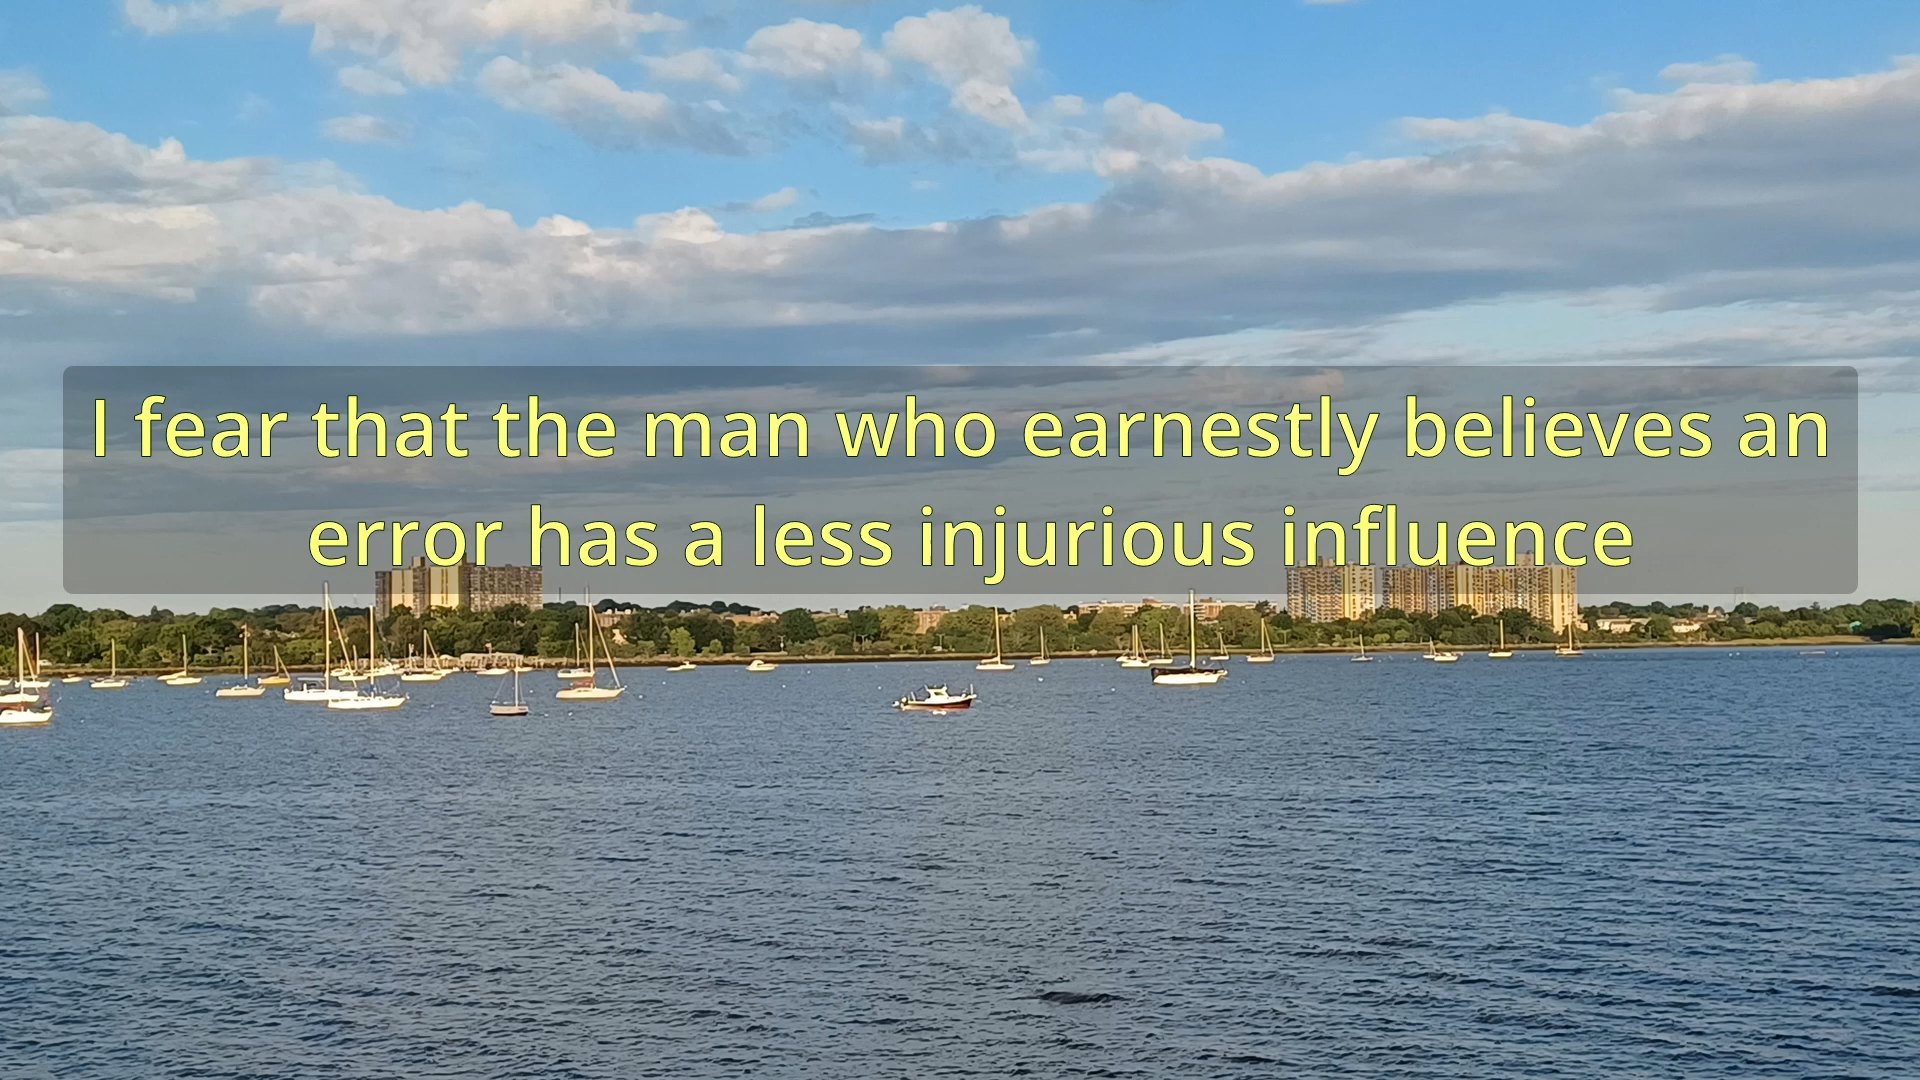 I fear that the man who earnestly believes an
error has a less injurious influence